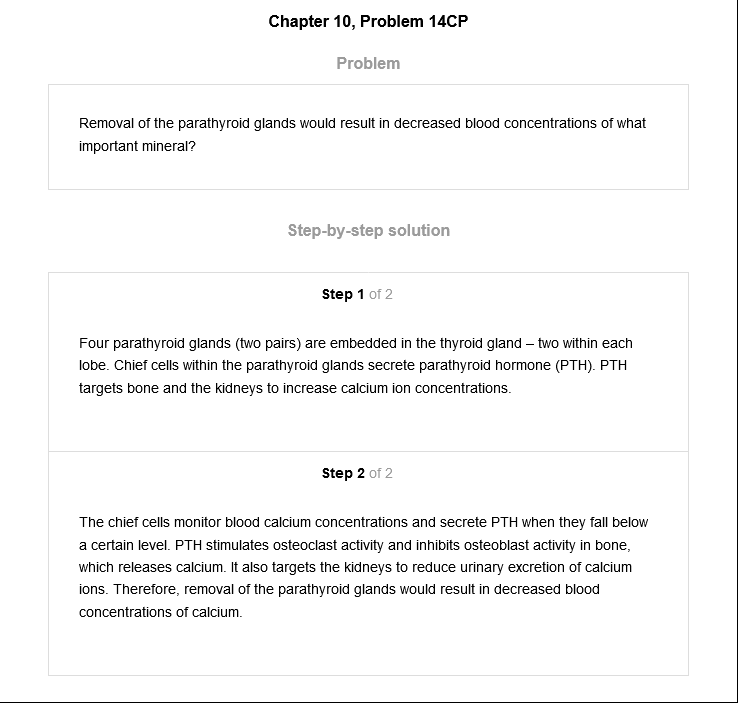 Chapter 10, Problem 14CP
Problem
Removal of the parathyroid glands would result in decreased blood concentrations of what
important mineral?
Step-by-step solution
Step 1 of 2
Four parathyroid glands (two pairs) are embedded in the thyroid gland – two within each
lobe. Chief cells within the parathyroid glands secrete parathyroid hormone (PTH). PTH
targets bone and the kidneys to increase calcium ion concentrations.
Step 2 of 2
The chief cells monitor blood calcium concentrations and secrete PTH when they fall below
a certain level. PTH stimulates osteoclast activity and inhibits osteoblast activity in bone,
which releases calcium. It also targets the kidneys to reduce urinary excretion of calcium
ions. Therefore, removal of the parathyroid glands would result in decreased blood
concentrations of calcium.